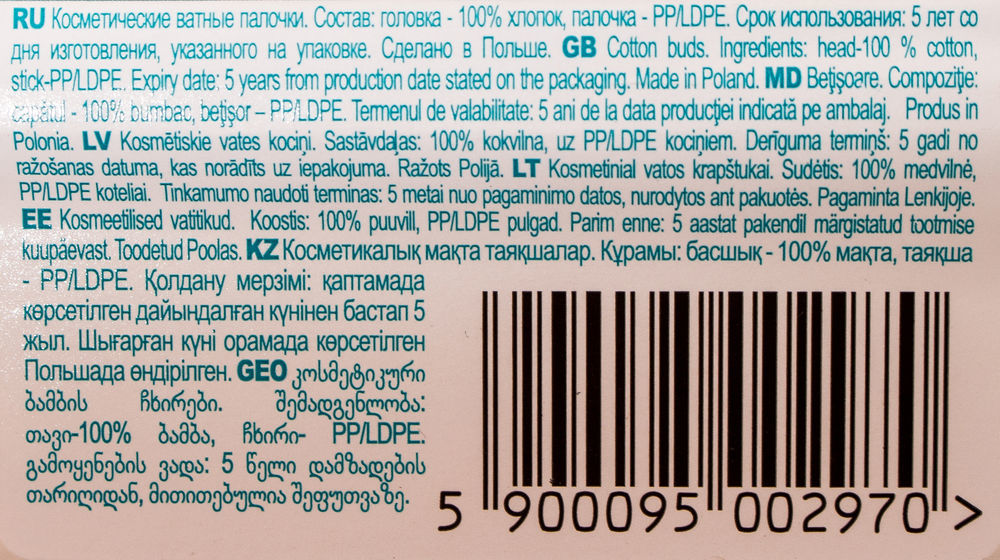 RU Косметические ватные палочки. Состав: головка - 100% хлопок, палочка - PP/LDPE. Срок использования: 5 лет со
дня изготовления, указанного на упаковке. Сделано в Польше. GB Cotton buds. Ingredients: head-100 % cotton,
stick-PP/LDPE. Expiry date: 5 years from production date stated on the packaging. Made in Poland. MD Bețișoare. Compoziție:
capătul - 100% bumbac, bețișor – PP/LDPE. Termenul de valabilitate: 5 ani de la data producției indicată pe ambalaj. Produs in
Polonia. LV Kosmētiskie vates kociņi. Sastāvdaļas: 100% kokvilna, uz PP/LDPE kociņiem. Derīguma termiņš: 5 gadi no
ražošanas datuma, kas norādīts uz iepakojuma. Ražots Polijā. LT Kosmetiniai vatos krapštukai. Sudėtis: 100% medvilnė,
PP/LDPE koteliai. Tinkamumo naudoti terminas: 5 metai nuo pagaminimo datos, nurodytos ant pakuotės. Pagaminta Lenkijoje.
EE Kosmeetilised vatitikud. Koostis: 100% puuvill, PP/LDPE pulgad. Parim enne: 5 aastat pakendil märgistatud tootmise
kuupäevast. Toodetud Poolas. KZ Косметикалық мақта таяқшалар. Құрамы: басшық - 100% мақта, таяқша
- PP/LDPE. Қолдану мерзімі: қаптамада
көрсетілген дайындалған күнінен бастап 5
жыл. Шығарған күні орамада көрсетілген
Польшада өндірілген. GEO კოსმეტიკური
ბამბის ჩხირები. შემადგენლობა:
თავი-100% ბამბა, ჩხირი- PP/LDPE.
გამოყენების ვადა: 5 წელი დამზადების
თარილიდან, მითითებულია შეფუთვაზე.
5 900095 002970 >